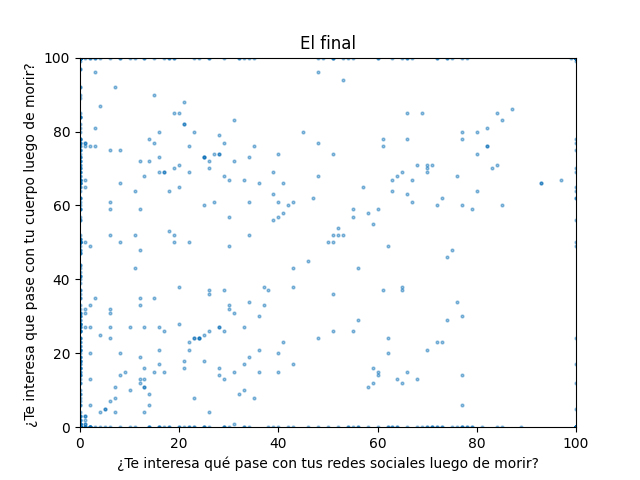 El final
100
80
60
40
20
0
¿Te interesa que pase con tu cuerpo luego de morir?
0 20 40 60 80 100
¿Te interesa qué pase con tus redes sociales luego de morir?